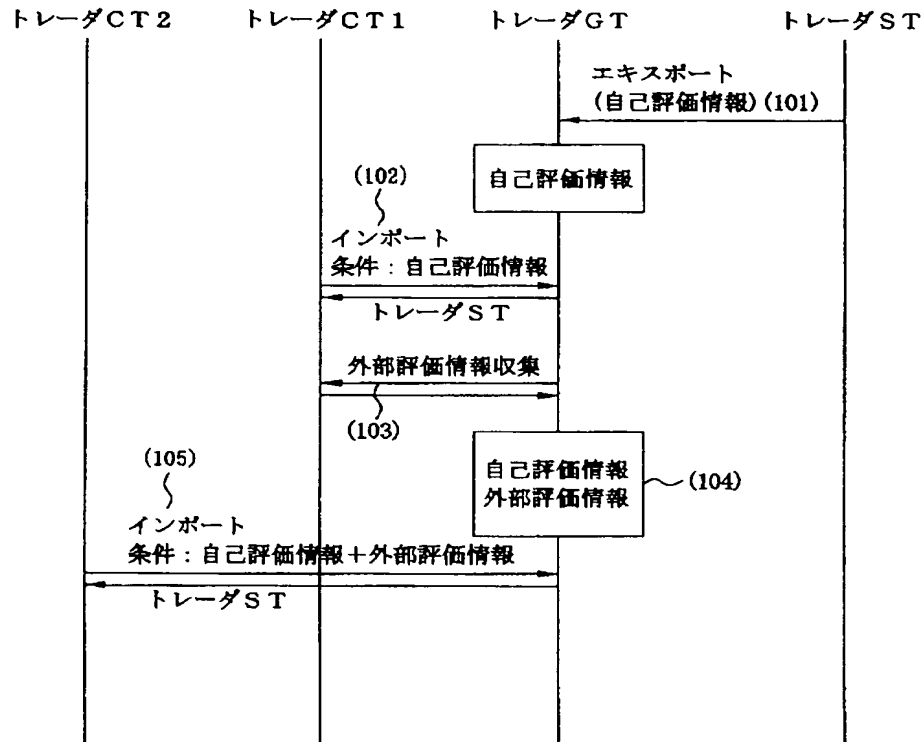 トレーダCT2 トレーダCT1 トレーダGT トレーダST
エキスポート
(自己評価情報)(101)
自己評価情報
(102)
インポート
条件：自己評価情報
トレーダST
外部評価情報収集
(103)
自己評価情報
外部評価情報
(104)
(105)
インポート
条件：自己評価情報＋外部評価情報
トレーダST